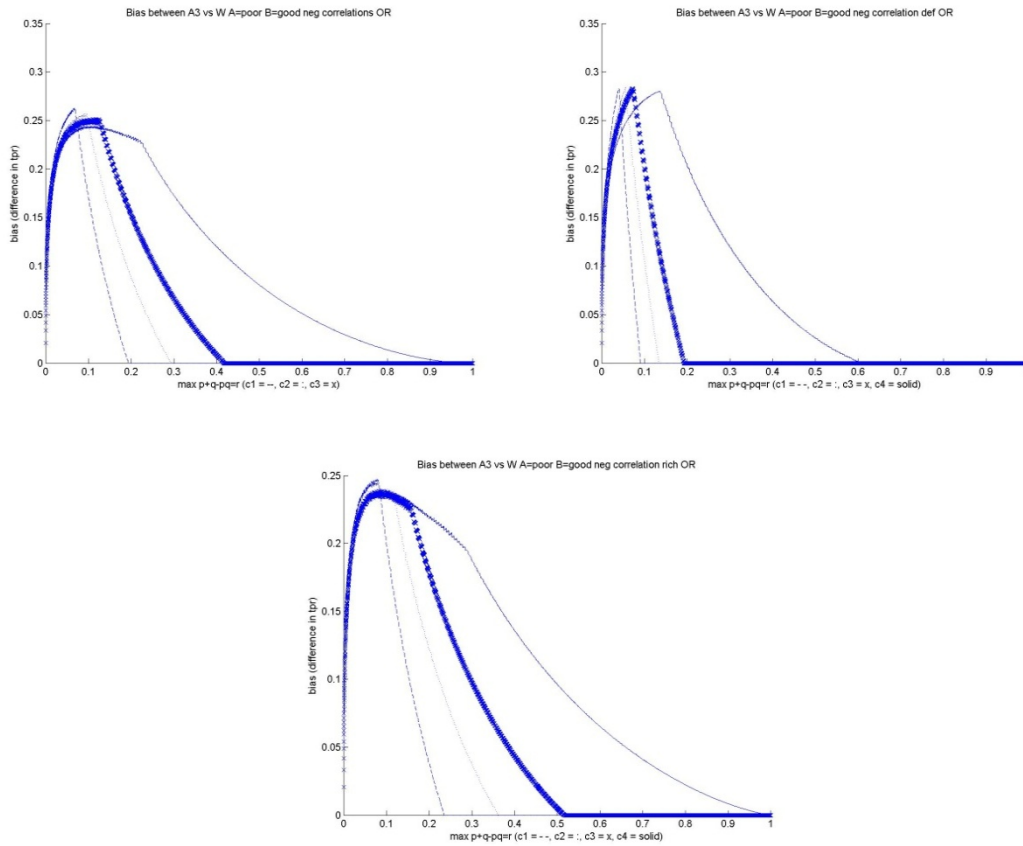 Bias between A3 vs W A=poor B=good neg correlations OR
0.35
0.3
0.25
0.2
0.15
0.1
0.05
0
bias (difference in tpr)
0 0.1 0.2 0.3 0.4 0.5 0.6 0.7 0.8 0.9 1
max p+q-pq=r (c1 = --, c2 = :, c3 = x)
Bias between A3 vs W A=poor B=good neg correlation def OR
0.35
0.3
0.25
0.2
0.15
0.1
0.05
0
bias (difference in tpr)
0 0.1 0.2 0.3 0.4 0.5 0.6 0.7 0.8 0.9
max p+q-pq=r (c1 = - -, c2 = :, c3 = x, c4 = solid)
Bias between A3 vs W A=poor B=good neg correlation rich OR
0.25
0.2
0.15
0.1
0.05
0
bias (difference in tpr)
0 0.1 0.2 0.3 0.4 0.5 0.6 0.7 0.8 0.9 1
max p+q-pq=r (c1 = - -, c2 = :, c3 = x, c4 = solid)